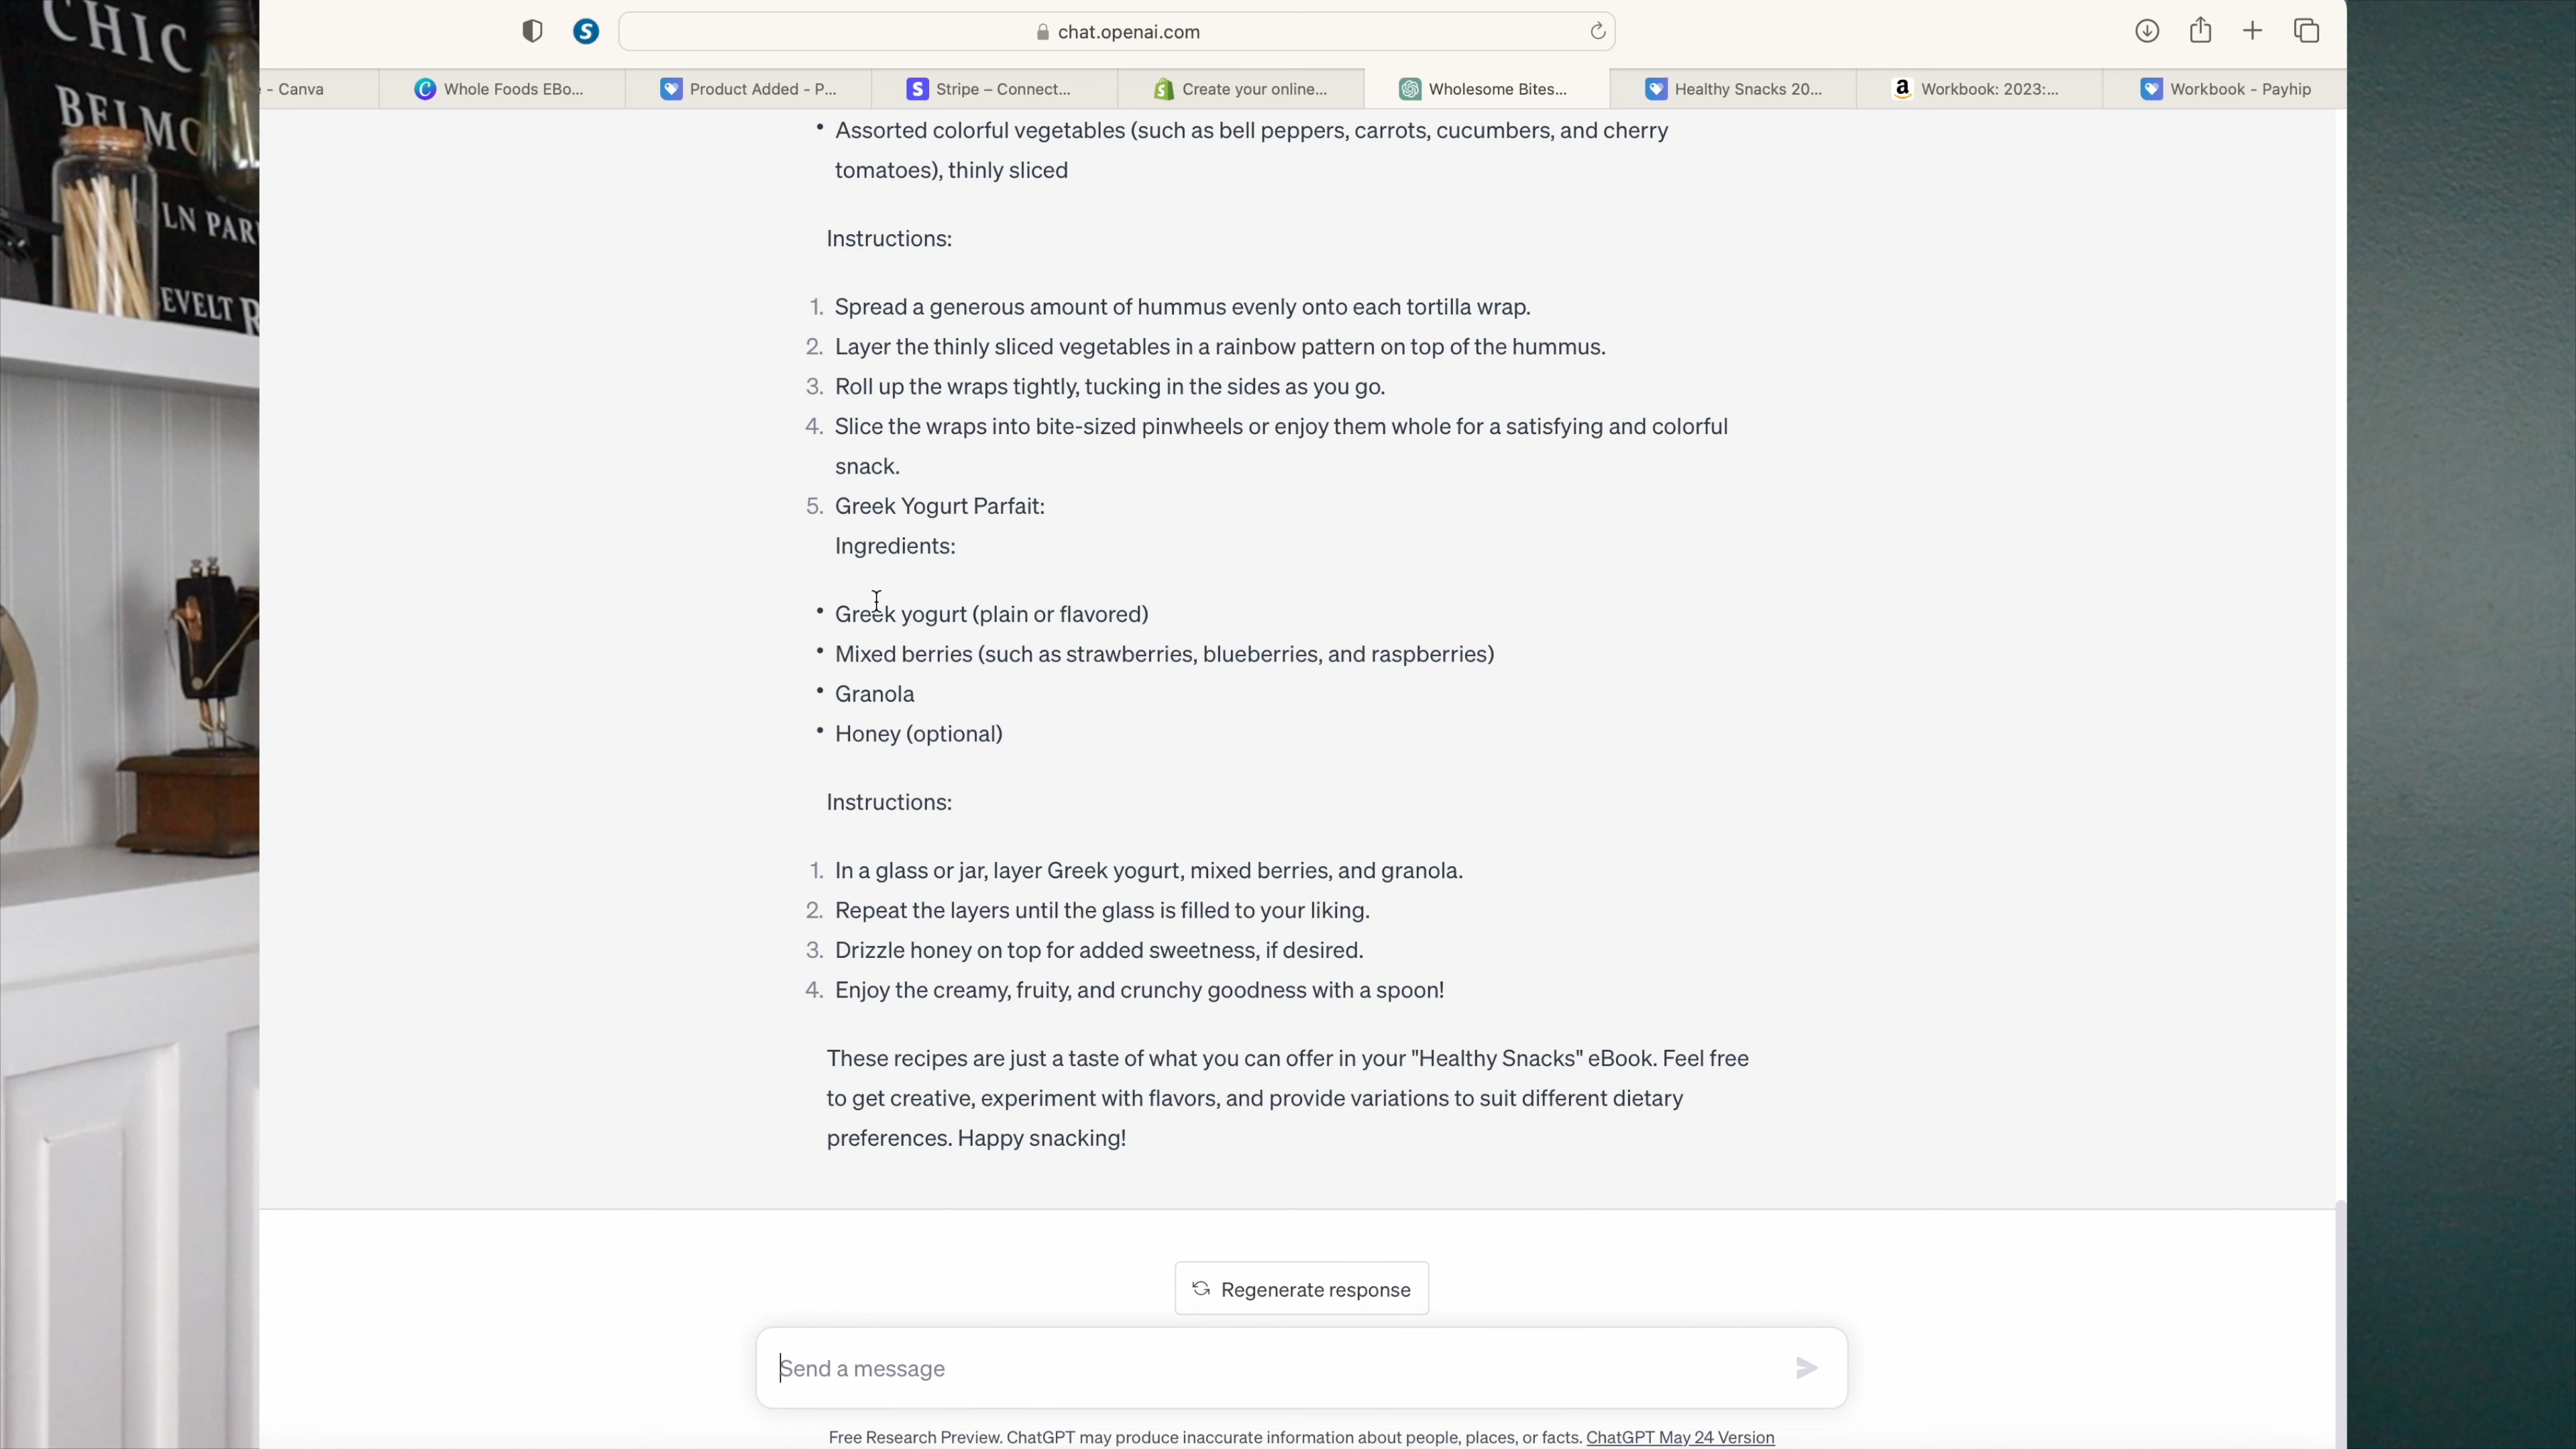 CHIC
BELMO
LN PAR
EVELT R
chat.openai.com
- Canva
Whole Foods EBo...
Product Added - P...
Stripe – Connect...
Create your online...
Wholesome Bites...
Healthy Snacks 20...
Workbook: 2023:...
Workbook - Payhip
• Assorted colorful vegetables (such as bell peppers, carrots, cucumbers, and cherry
tomatoes), thinly sliced
Instructions:
1. Spread a generous amount of hummus evenly onto each tortilla wrap.
2. Layer the thinly sliced vegetables in a rainbow pattern on top of the hummus.
3. Roll up the wraps tightly, tucking in the sides as you go.
4. Slice the wraps into bite-sized pinwheels or enjoy them whole for a satisfying and colorful
snack.
5. Greek Yogurt Parfait:
Ingredients:
• Greek yogurt (plain or flavored)
• Mixed berries (such as strawberries, blueberries, and raspberries)
• Granola
• Honey (optional)
Instructions:
1. In a glass or jar, layer Greek yogurt, mixed berries, and granola.
2. Repeat the layers until the glass is filled to your liking.
3. Drizzle honey on top for added sweetness, if desired.
4. Enjoy the creamy, fruity, and crunchy goodness with a spoon!
These recipes are just a taste of what you can offer in your "Healthy Snacks" eBook. Feel free
to get creative, experiment with flavors, and provide variations to suit different dietary
preferences. Happy snacking!
Regenerate response
Send a message
Free Research Preview. ChatGPT may produce inaccurate information about people, places, or facts. ChatGPT May 24 Version